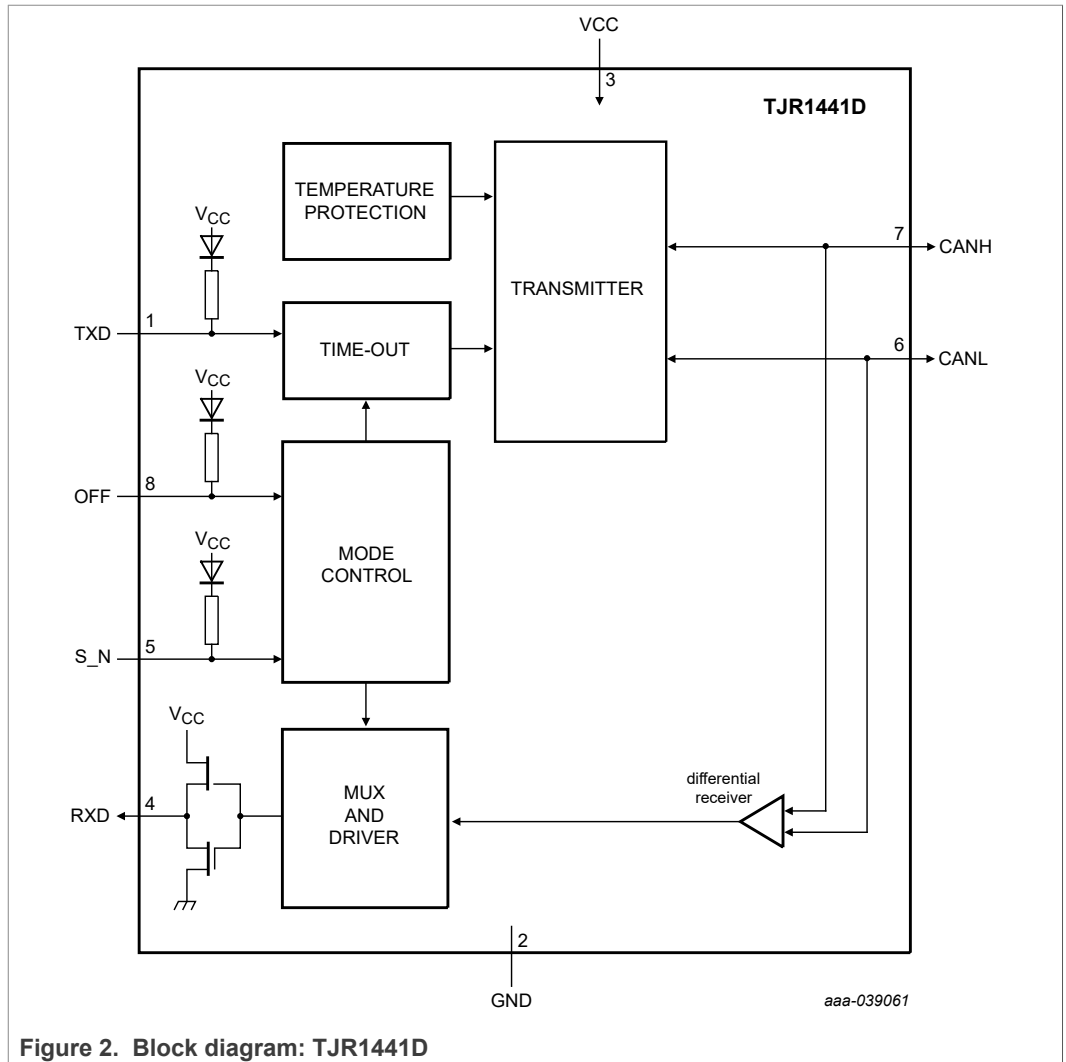 VCC
3
TJR1441D
TEMPERATURE
PROTECTION
VCC
7
CANH
TRANSMITTER
1
TXD
TIME-OUT
6
CANL
VCC
8
OFF
MODE
CONTROL
VCC
5
S_N
VCC
differential
receiver
MUX
AND
DRIVER
4
RXD
2
GND
aaa-039061
Figure 2. Block diagram: TJR1441D